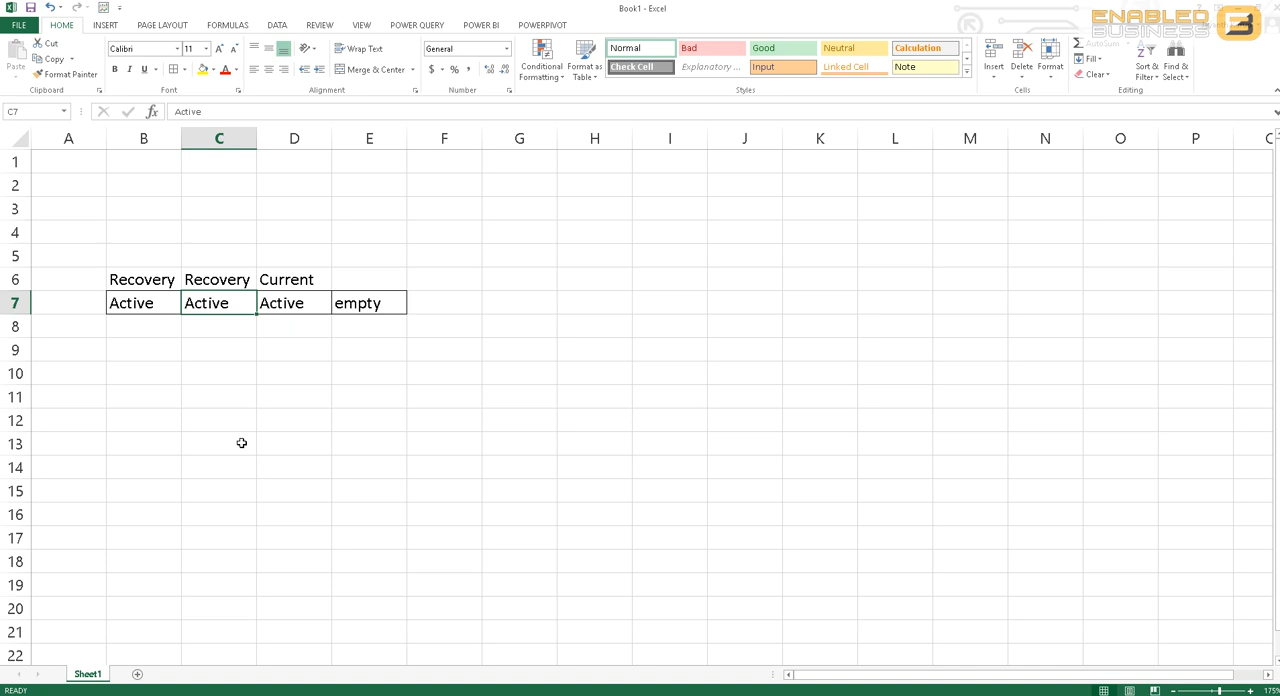 Book1 - Excel
ENABLED
BUSINESS
FILE HOME INSERT PAGE LAYOUT FORMULAS DATA REVIEW VIEW POWER QUERY POWER BI POWERPIVOT
Paste
Cut
Copy
Format Painter
Clipboard
Calibri 11
B I U
A A
Font
Wrap Text
Merge & Center
Alignment
General
$ % ,
Number
Conditional Formatting
Format as Table
Normal Bad Good Neutral Calculation
Check Cell Explanatory ... Input Linked Cell Note
Styles
Insert Delete Format
Cells
AutoSum
Fill
Clear
Sort & Filter
Find & Select
Editing
C7 fx Active
A B C D E F G H I J K L M N O P
1
2
3
4
5
6 Recovery Recovery Current
7 Active Active Active empty
8
9
10
11
12
13
14
15
16
17
18
19
20
21
22
Sheet1
READY 175%